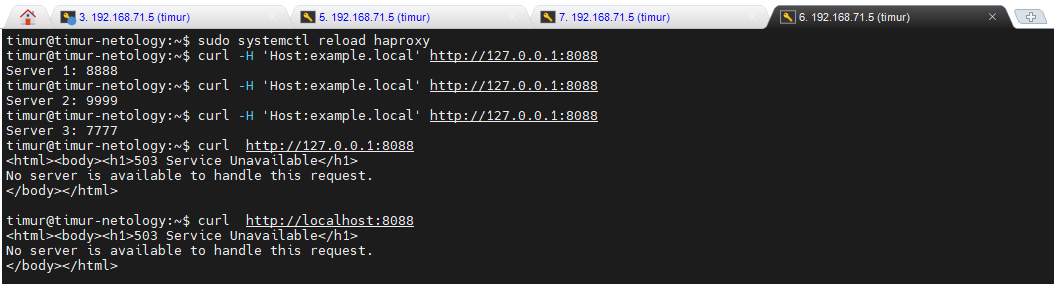 3. 192.168.71.5 (timur)
5. 192.168.71.5 (timur)
7. 192.168.71.5 (timur)
6. 192.168.71.5 (timur)
timur@timur-netology:~$ sudo systemctl reload haproxy
timur@timur-netology:~$ curl -H 'Host:example.local' http://127.0.0.1:8088
Server 1: 8888
timur@timur-netology:~$ curl -H 'Host:example.local' http://127.0.0.1:8088
Server 2: 9999
timur@timur-netology:~$ curl -H 'Host:example.local' http://127.0.0.1:8088
Server 3: 7777
timur@timur-netology:~$ curl  http://127.0.0.1:8088
<html><body><h1>503 Service Unavailable</h1>
No server is available to handle this request.
</body></html>
timur@timur-netology:~$ curl  http://localhost:8088
<html><body><h1>503 Service Unavailable</h1>
No server is available to handle this request.
</body></html>